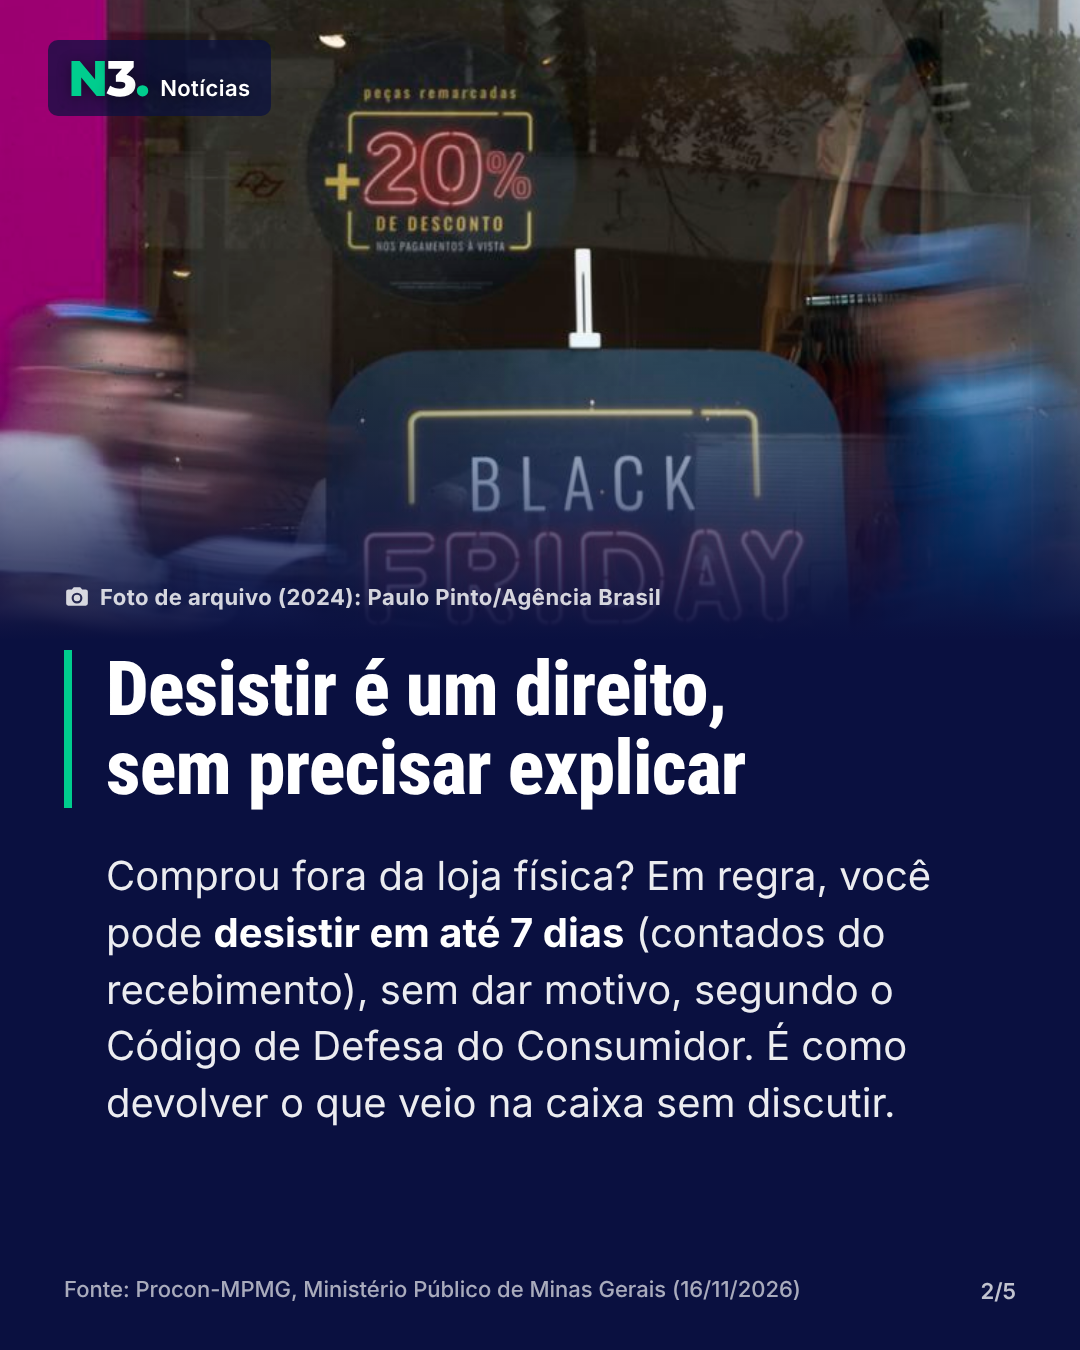 N3. Notícias
peças remarcadas
+20%
DE DESCONTO
NOS PAGAMENTOS À VISTA
BLACK
FRIDAY
Foto de arquivo (2024): Paulo Pinto/Agência Brasil
Desistir é um direito,
sem precisar explicar
Comprou fora da loja física? Em regra, você
pode desistir em até 7 dias (contados do
recebimento), sem dar motivo, segundo o
Código de Defesa do Consumidor. É como
devolver o que veio na caixa sem discutir.
Fonte: Procon-MPMG, Ministério Público de Minas Gerais (16/11/2026)
2/5